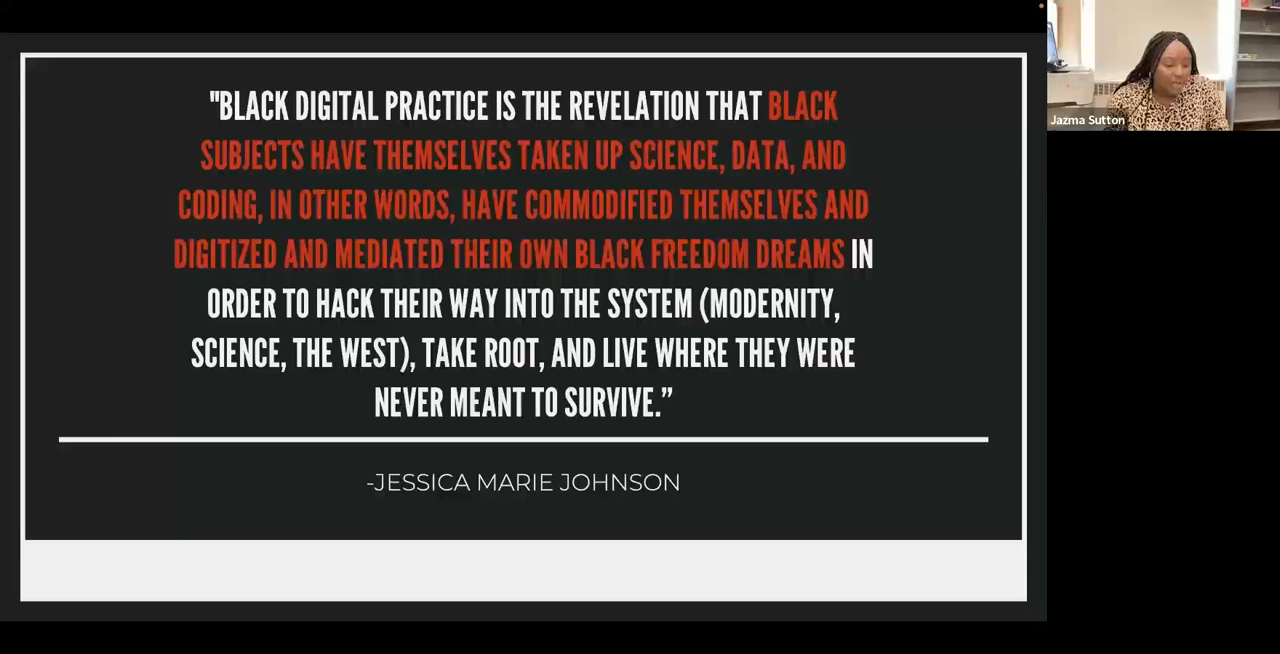 "BLACK DIGITAL PRACTICE IS THE REVELATION THAT BLACK
SUBJECTS HAVE THEMSELVES TAKEN UP SCIENCE, DATA, AND
CODING, IN OTHER WORDS, HAVE COMMODIFIED THEMSELVES AND
DIGITIZED AND MEDIATED THEIR OWN BLACK FREEDOM DREAMS IN
ORDER TO HACK THEIR WAY INTO THE SYSTEM (MODERNITY,
SCIENCE, THE WEST), TAKE ROOT, AND LIVE WHERE THEY WERE
NEVER MEANT TO SURVIVE.”
-JESSICA MARIE JOHNSON
Jazma Sutton